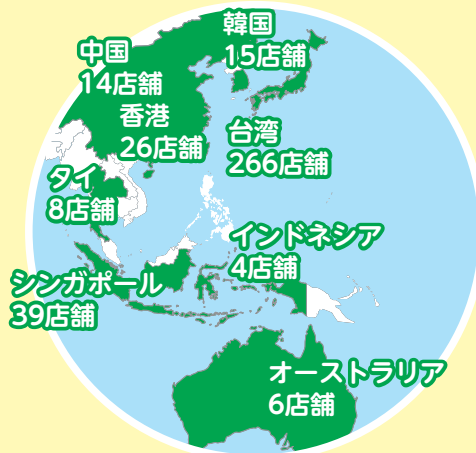 韓国
15店舗
中国
14店舗
香港
26店舗
台湾
266店舗
タイ
8店舗
インドネシア
4店舗
シンガポール
39店舗
オーストラリア
6店舗